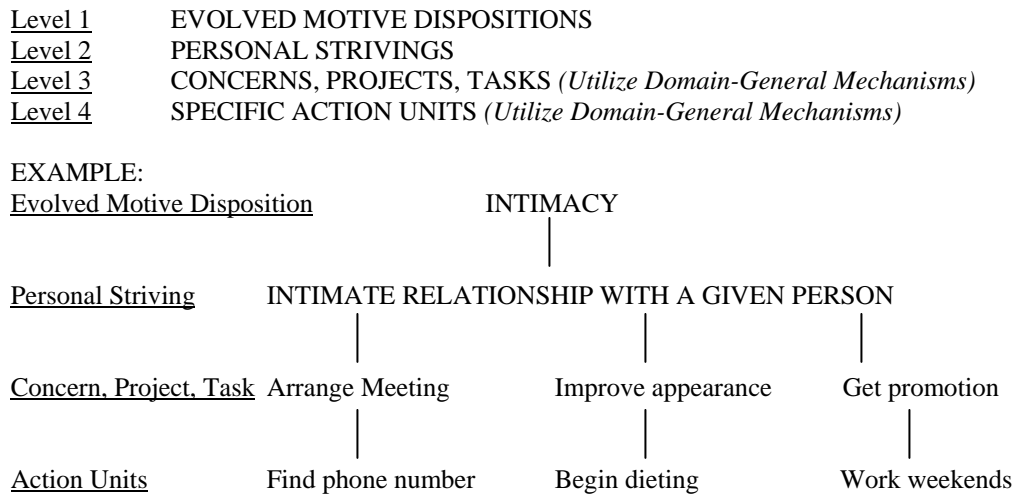 Level 1 EVOLVED MOTIVE DISPOSITIONS
Level 2 PERSONAL STRIVINGS
Level 3 CONCERNS, PROJECTS, TASKS (Utilize Domain-General Mechanisms)
Level 4 SPECIFIC ACTION UNITS (Utilize Domain-General Mechanisms)
EXAMPLE:
Evolved Motive Disposition INTIMACY
Personal Striving INTIMATE RELATIONSHIP WITH A GIVEN PERSON
Concern, Project, Task Arrange Meeting Improve appearance Get promotion
Action Units Find phone number Begin dieting Work weekends